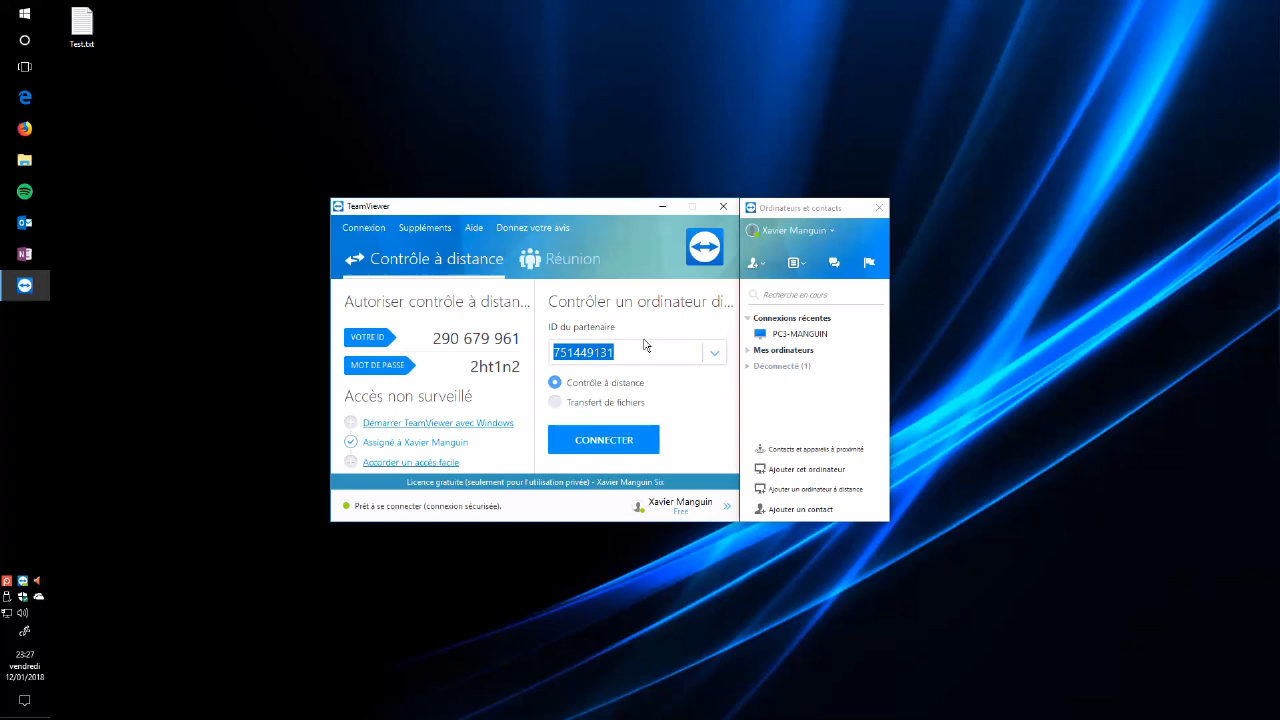 Test.txt
TeamViewer
Connexion Suppléments Aide Donnez votre avis
Contrôle à distance Réunion
Autoriser contrôle à distan...
VOTRE ID 290 679 961
MOT DE PASSE 2ht1n2
Accès non surveillé
Démarrer TeamViewer avec Windows
Assigné à Xavier Manguin
Accorder un accès facile
Contrôler un ordinateur di...
ID du partenaire
751449131
Contrôle à distance
Transfert de fichiers
CONNECTER
Licence gratuite (seulement pour l'utilisation privée) - Xavier Manguin Six
Prêt à se connecter (connexion sécurisée).
Xavier Manguin
Free
Ordinateurs et contacts
Xavier Manguin
Recherche en cours
Connexions récentes
PC3-MANGUIN
Mes ordinateurs
Déconnecté (1)
Contacts et appareils à proximité
Ajouter cet ordinateur
Ajouter un ordinateur à distance
Ajouter un contact
23:27
vendredi
12/01/2018